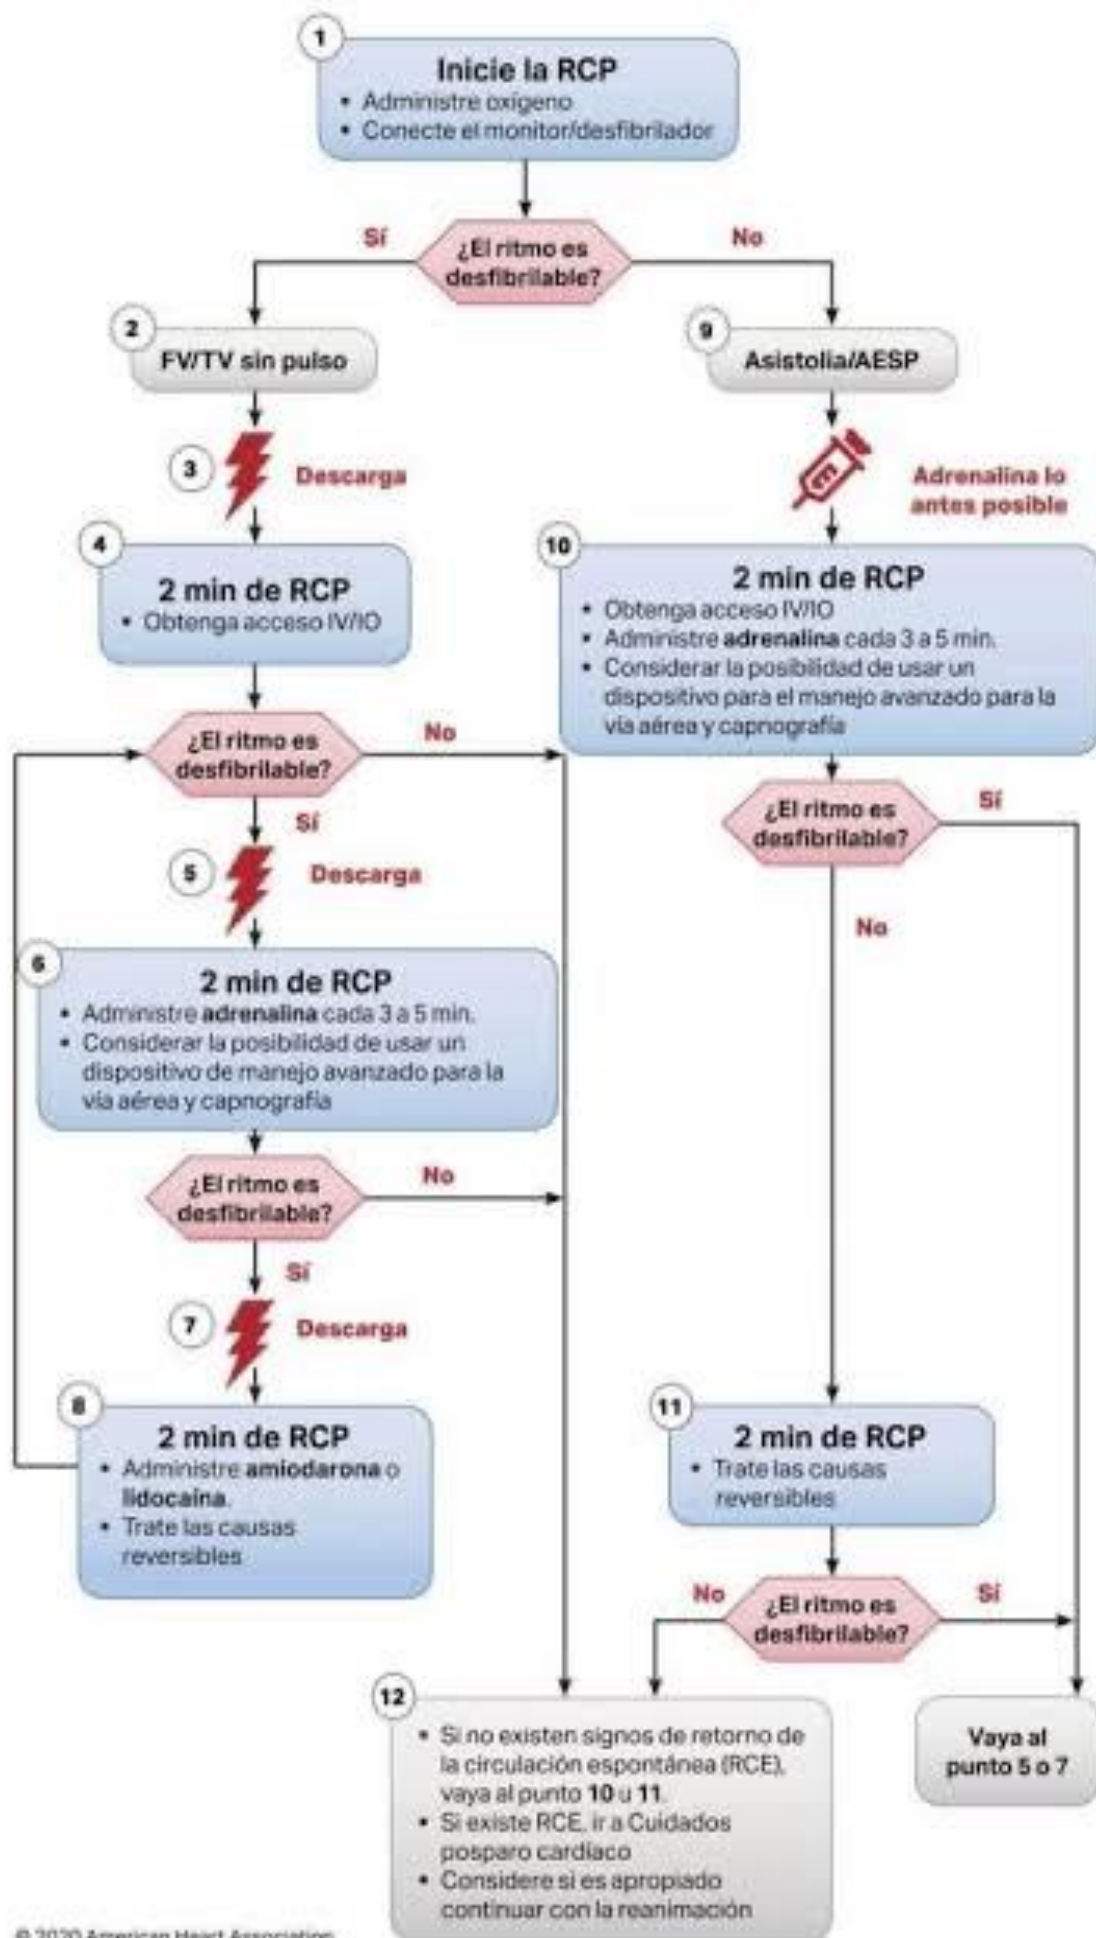 1
Inicie la RCP
• Administre oxígeno
• Conecte el monitor/desfibrilador
¿El ritmo es
desfibrilable?
Sí
No
2
FV/TV sin pulso
3
Descarga
4
2 min de RCP
• Obtenga acceso IV/IO
¿El ritmo es
desfibrilable?
No
Sí
5
Descarga
6
2 min de RCP
• Administre adrenalina cada 3 a 5 min.
• Considerar la posibilidad de usar un
dispositivo de manejo avanzado para la
vía aérea y capnografía
¿El ritmo es
desfibrilable?
No
Sí
7
Descarga
8
2 min de RCP
• Administre amiodarona o
lidocaína.
• Trate las causas
reversibles
9
Asistolia/AESP
Adrenalina lo
antes posible
10
2 min de RCP
• Obtenga acceso IV/IO
• Administre adrenalina cada 3 a 5 min.
• Considerar la posibilidad de usar un
dispositivo para el manejo avanzado para la
vía aérea y capnografía
¿El ritmo es
desfibrilable?
Sí
No
11
2 min de RCP
• Trate las causas
reversibles
¿El ritmo es
desfibrilable?
No
Sí
12
• Si no existen signos de retorno de
la circulación espontánea (RCE),
vaya al punto 10 u 11.
• Si existe RCE, ir a Cuidados
posparo cardíaco
• Considere si es apropiado
continuar con la reanimación
Vaya al
punto 5 o 7
© 2020 American Heart Association